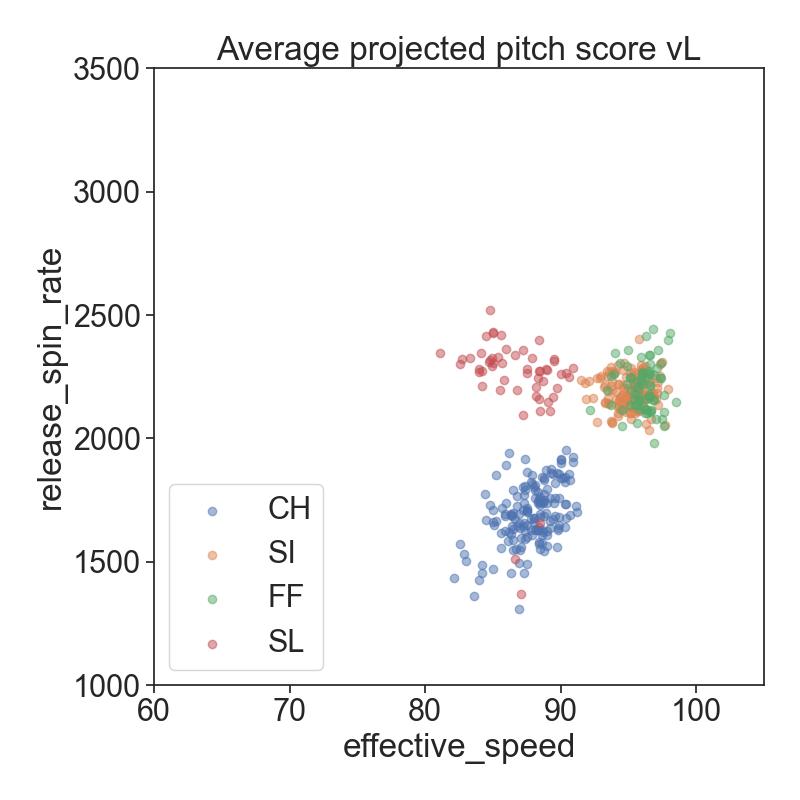 Average projected pitch score vL
3500
3000
2500
2000
1500
1000
release_spin_rate
CH
SI
FF
SL
60 70 80 90 100
effective_speed